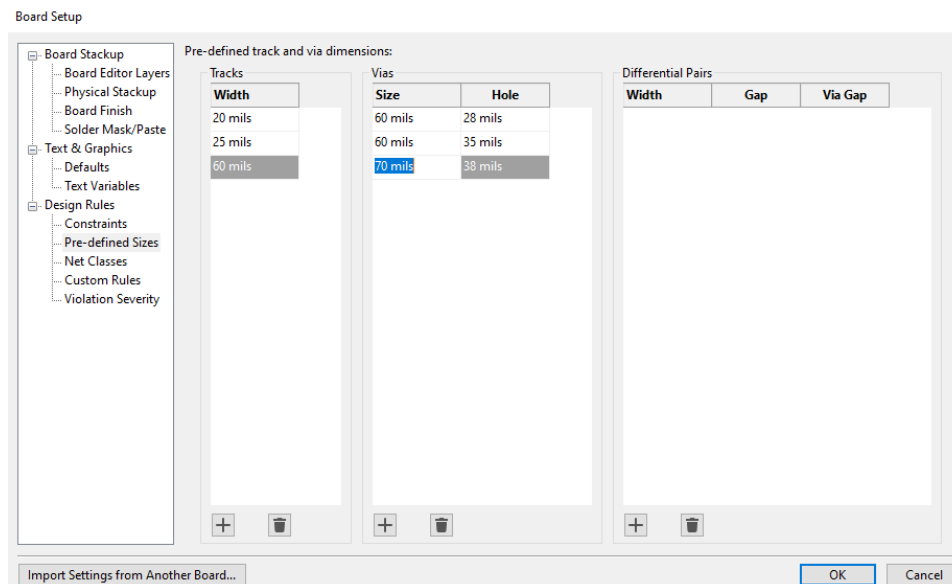 Board Setup
Board Stackup
Board Editor Layers
Physical Stackup
Board Finish
Solder Mask/Paste
Text & Graphics
Defaults
Text Variables
Design Rules
Constraints
Pre-defined Sizes
Net Classes
Custom Rules
Violation Severity
Pre-defined track and via dimensions:
Tracks
Width
20 mils
25 mils
60 mils
Vias
Size Hole
60 mils 28 mils
60 mils 35 mils
70 mils 38 mils
Differential Pairs
Width Gap Via Gap
Import Settings from Another Board...
OK Cancel